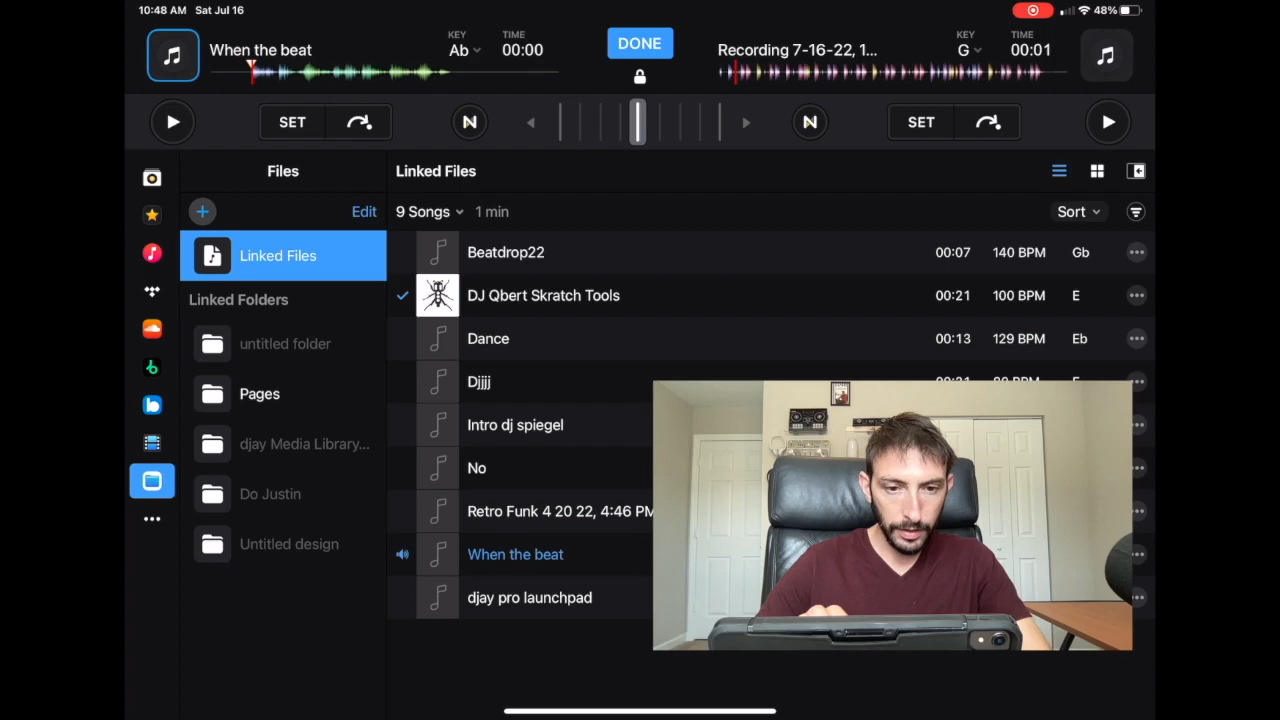 10:48 AM Sat Jul 16
48%
When the beat
KEY
Ab
TIME
00:00
DONE
Recording 7-16-22, 1...
KEY
G
TIME
00:01
SET
SET
Files
Linked Files
Edit
9 Songs
1 min
Sort
Linked Files
Linked Folders
untitled folder
Pages
djay Media Library...
Do Justin
Untitled design
Beatdrop22
00:07
140 BPM
Gb
DJ Qbert Skratch Tools
00:21
100 BPM
E
Dance
00:13
129 BPM
Eb
Djjjj
Intro dj spiegel
No
Retro Funk 4 20 22, 4:46 PM
When the beat
djay pro launchpad